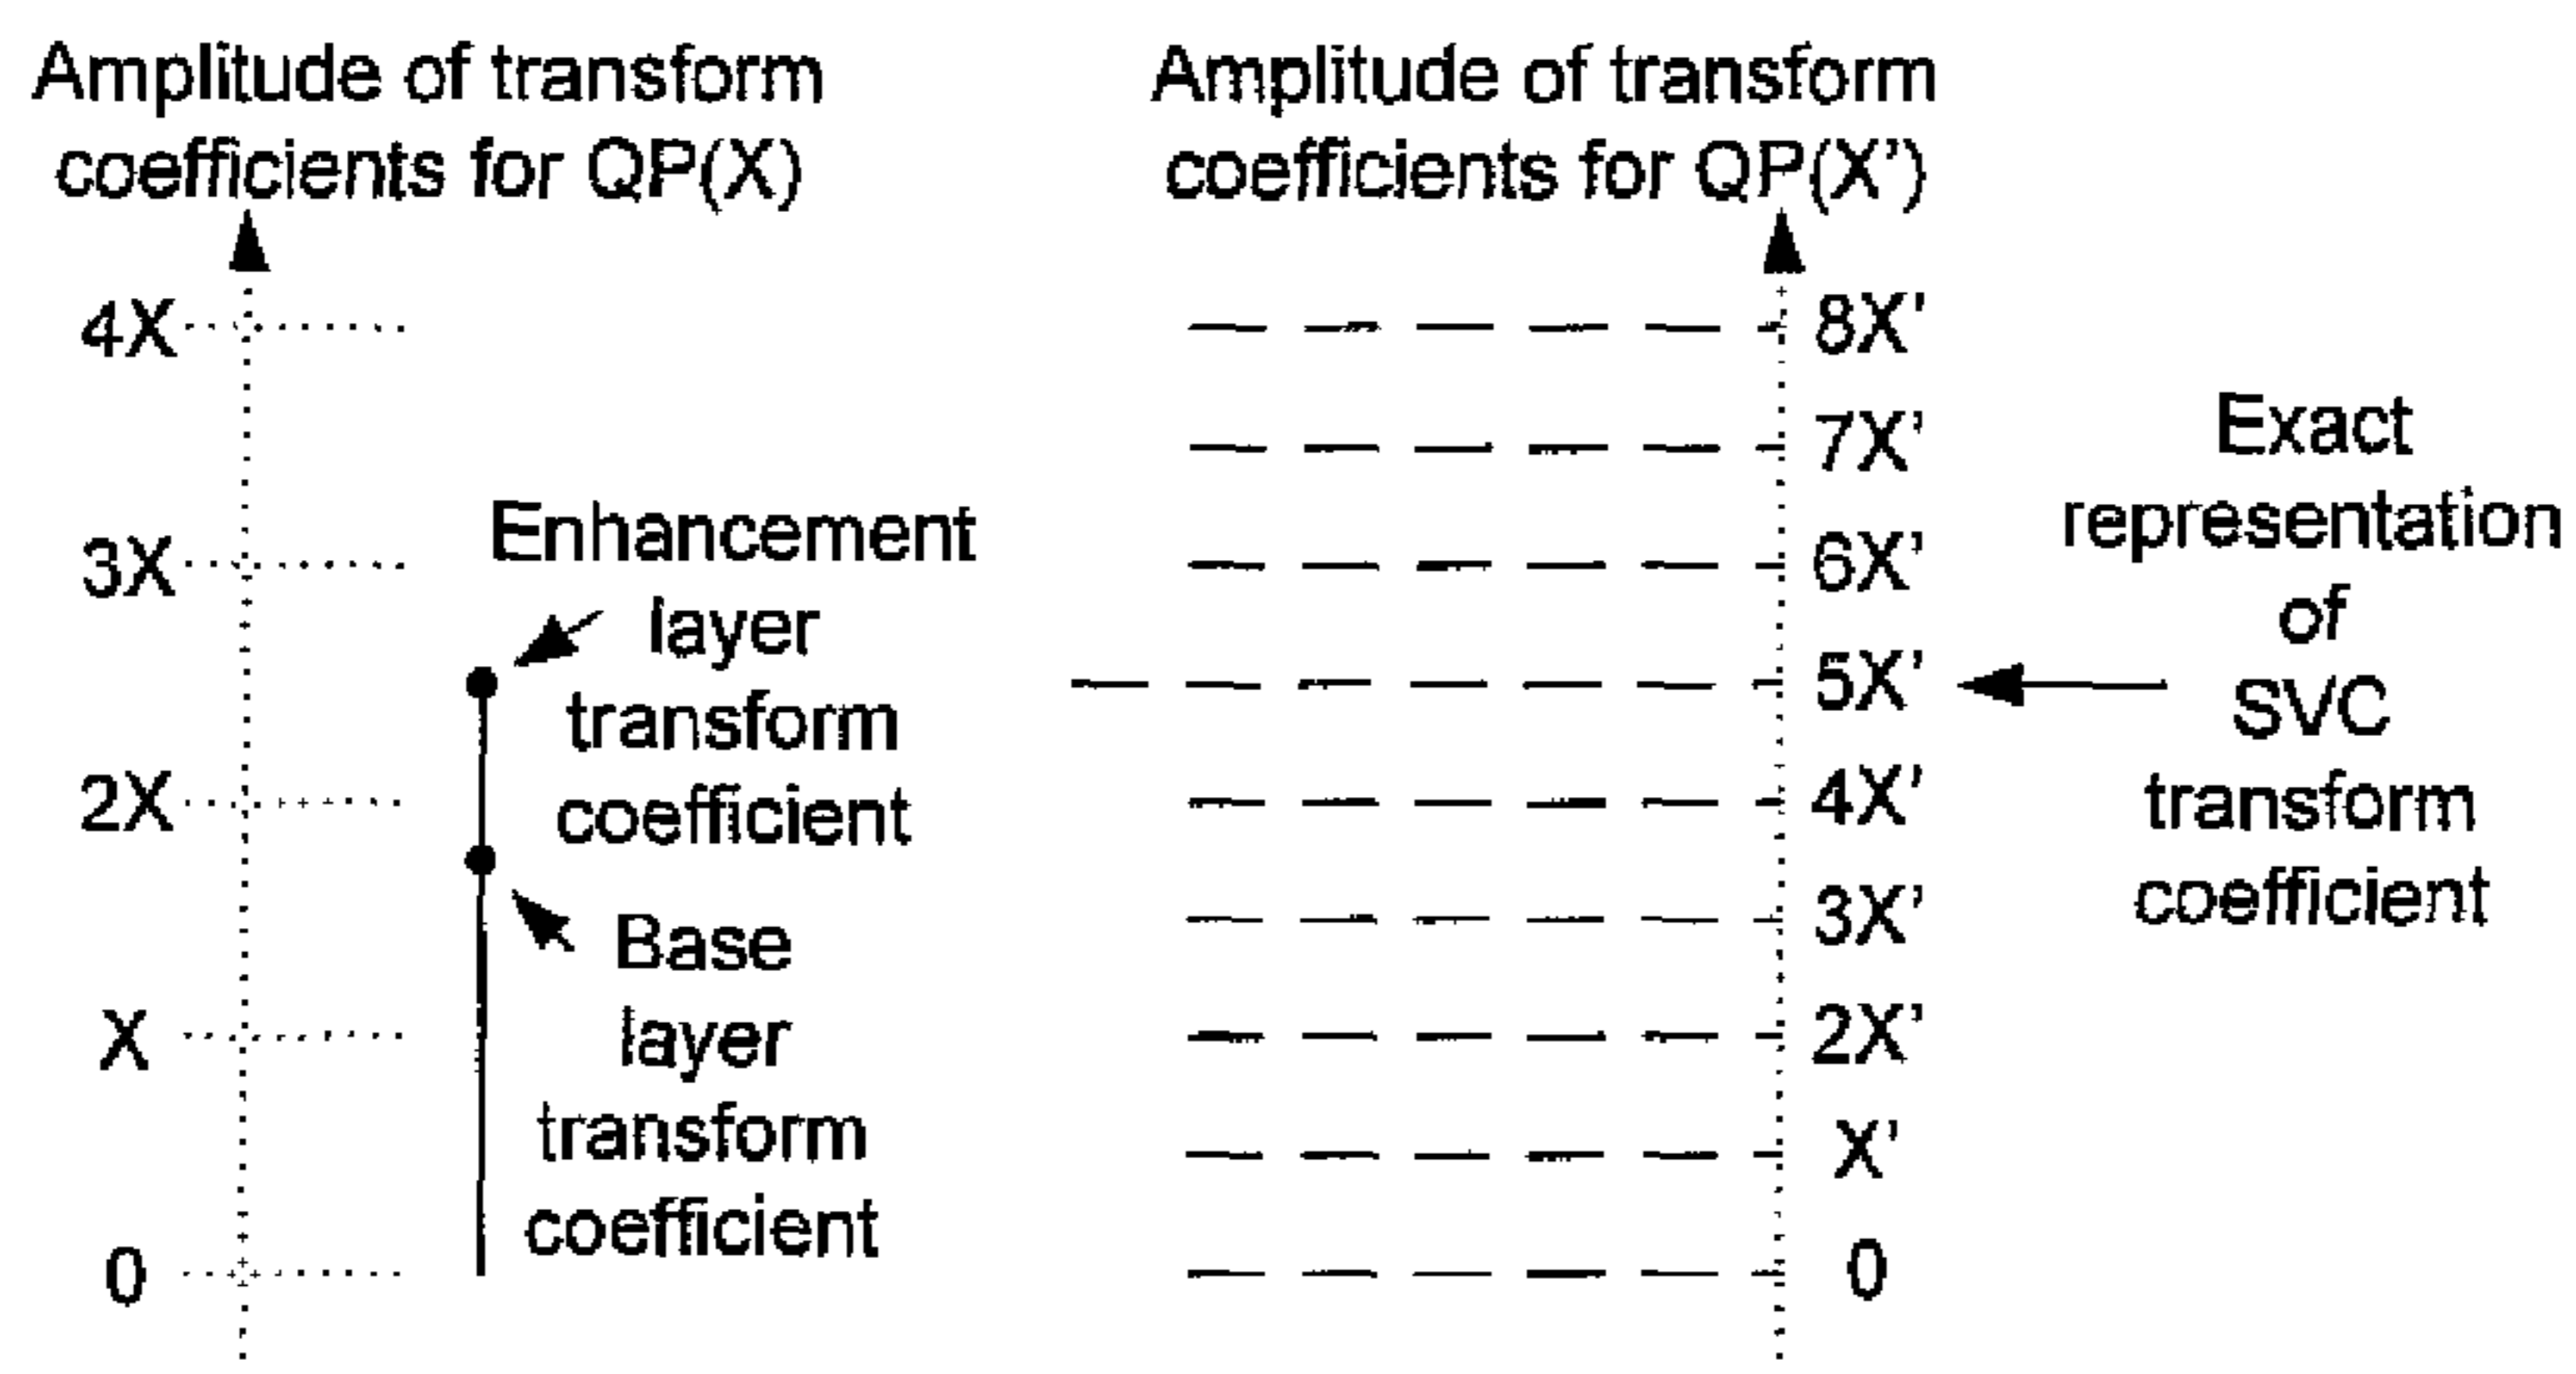 Amplitude of transform
coefficients for QP(X)
4X
3X
2X
X
0
Enhancement
layer
transform
coefficient
Base
layer
transform
coefficient
Amplitude of transform
coefficients for QP(X')
8X'
7X'
6X'
5X'
4X'
3X'
2X'
X'
0
Exact
representation
of
SVC
transform
coefficient